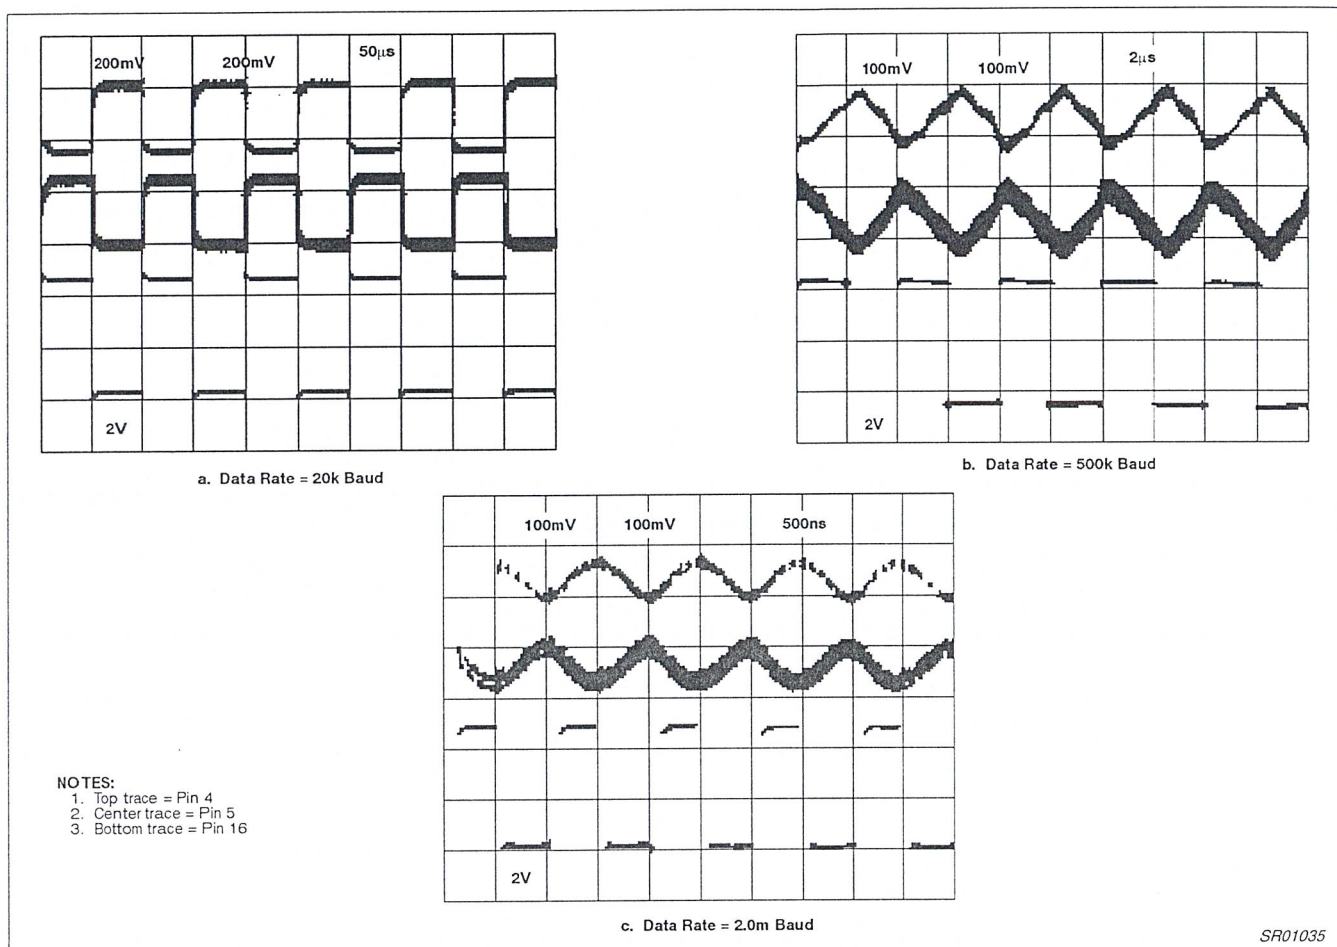 200mV 200mV 50μs
2V
a. Data Rate = 20k Baud
100mV 100mV 2μs
2V
b. Data Rate = 500k Baud
100mV 100mV 500ns
2V
c. Data Rate = 2.0m Baud
NOTES:
1. Top trace = Pin 4
2. Center trace = Pin 5
3. Bottom trace = Pin 16
SR01035